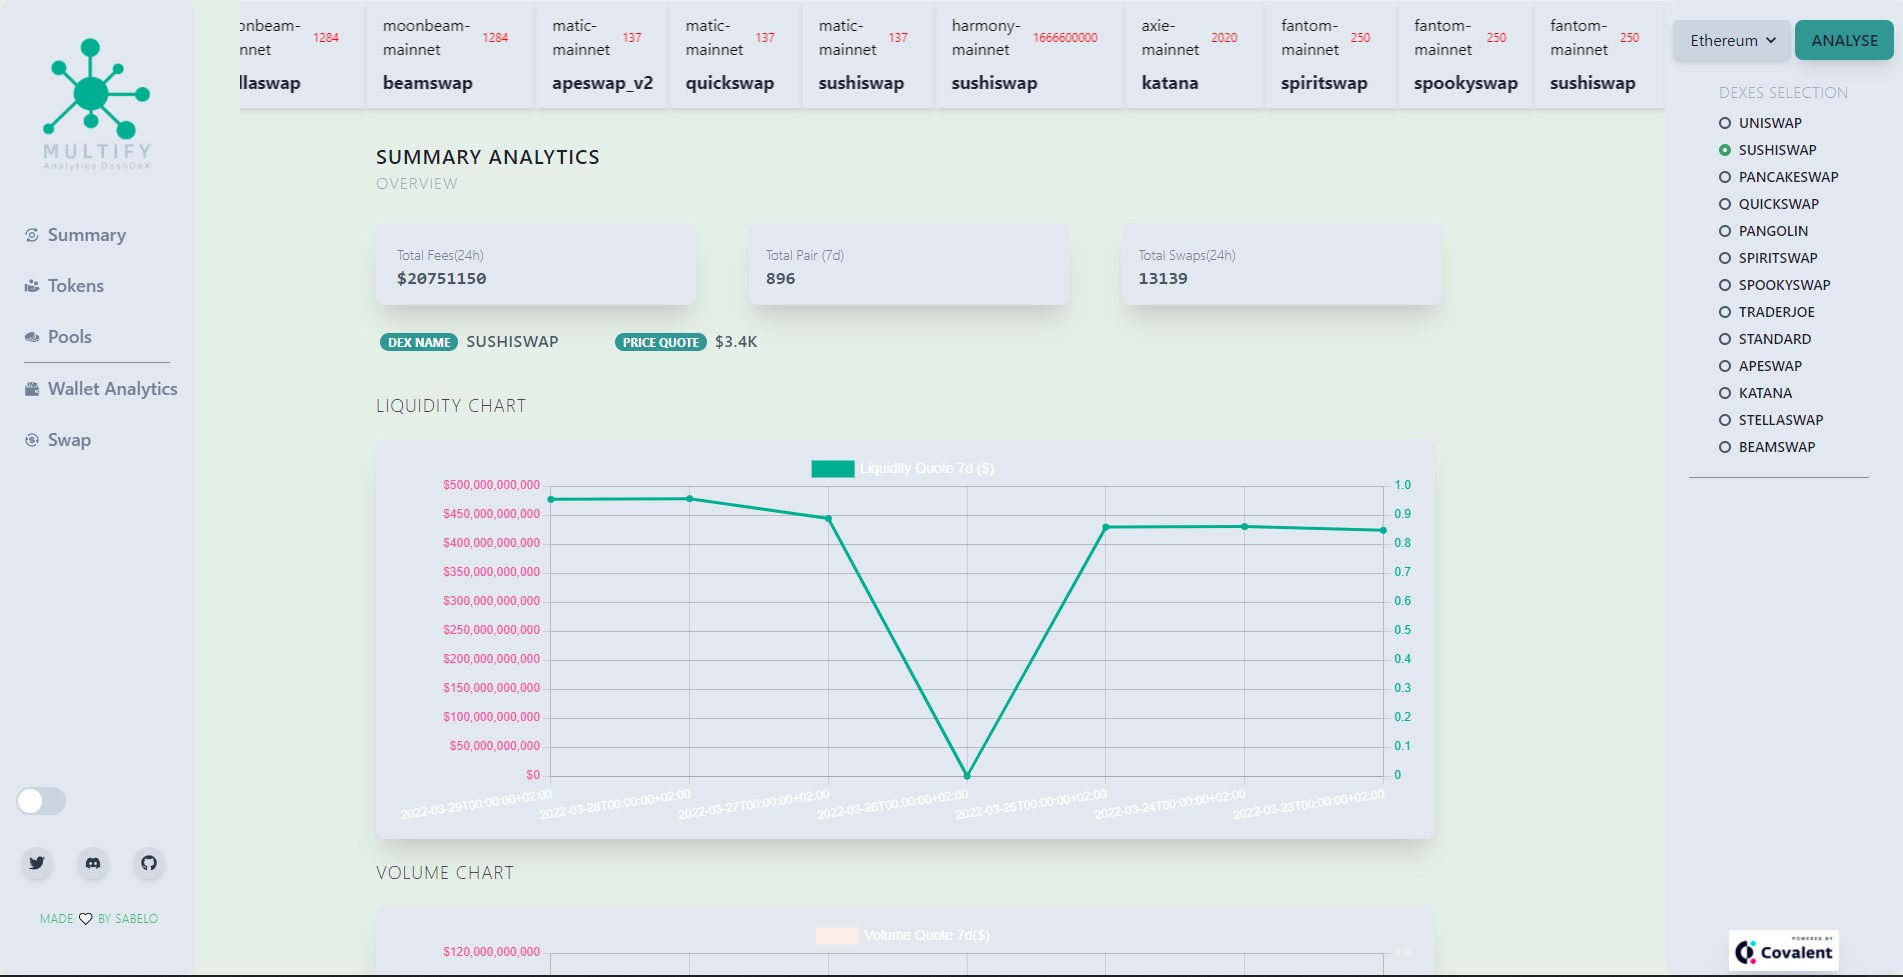 MULTIFY
Analytics DashDeX
Summary
Tokens
Pools
Wallet Analytics
Swap
MADE BY SABELO
onbeam-
nnet
1284
llaswap
moonbeam-
mainnet
1284
beamswap
matic-
mainnet
137
apeswap_v2
matic-
mainnet
137
quickswap
matic-
mainnet
137
sushiswap
harmony-
mainnet
1666600000
sushiswap
axie-
mainnet
2020
katana
fantom-
mainnet
250
spiritswap
fantom-
mainnet
250
spookyswap
fantom-
mainnet
250
sushiswap
SUMMARY ANALYTICS
OVERVIEW
Total Fees(24h)
$20751150
Total Pair (7d)
896
Total Swaps(24h)
13139
DEX NAME SUSHISWAP
PRICE QUOTE $3.4K
LIQUIDITY CHART
Liquidity Quote 7d ($)
$500,000,000,000
$450,000,000,000
$400,000,000,000
$350,000,000,000
$300,000,000,000
$250,000,000,000
$200,000,000,000
$150,000,000,000
$100,000,000,000
$50,000,000,000
$0
1.0
0.9
0.8
0.7
0.6
0.5
0.4
0.3
0.2
0.1
0
2022-03-29T00:00:00+02:00
2022-03-28T00:00:00+02:00
2022-03-27T00:00:00+02:00
2022-03-26T00:00:00+02:00
2022-03-25T00:00:00+02:00
2022-03-24T00:00:00+02:00
2022-03-23T00:00:00+02:00
VOLUME CHART
Volume Quote 7d($)
$120,000,000,000
1.0
Ethereum
ANALYSE
DEXES SELECTION
UNISWAP
SUSHISWAP
PANCAKESWAP
QUICKSWAP
PANGOLIN
SPIRITSWAP
SPOOKYSWAP
TRADERJOE
STANDARD
APESWAP
KATANA
STELLASWAP
BEAMSWAP
POWERED BY
Covalent